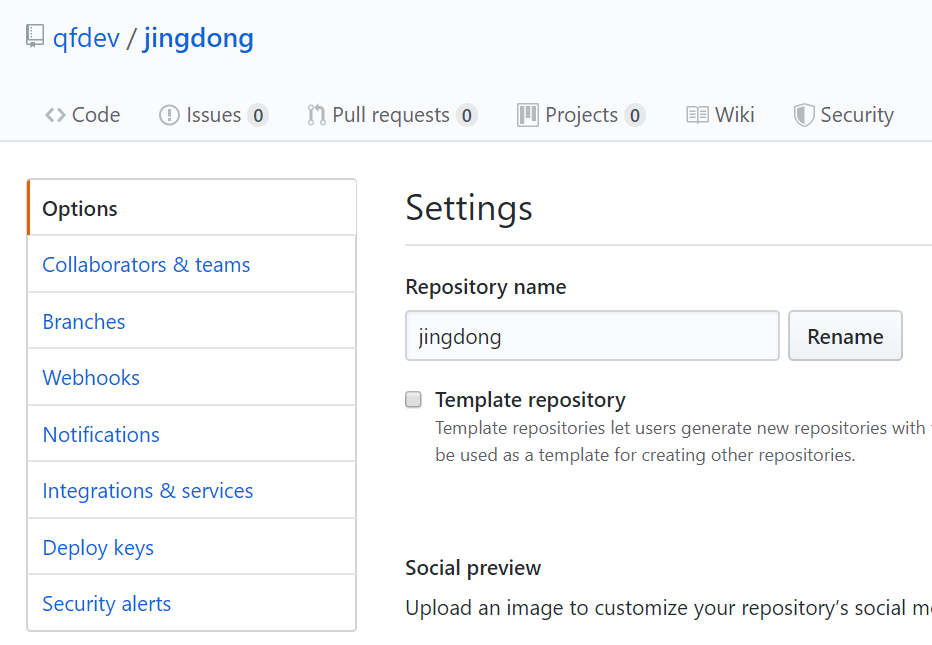 qfdev / jingdong
Code Issues 0 Pull requests 0 Projects 0 Wiki Security
Options
Collaborators & teams
Branches
Webhooks
Notifications
Integrations & services
Deploy keys
Security alerts
Settings
Repository name
jingdong Rename
Template repository
Template repositories let users generate new repositories with
be used as a template for creating other repositories.
Social preview
Upload an image to customize your repository’s social